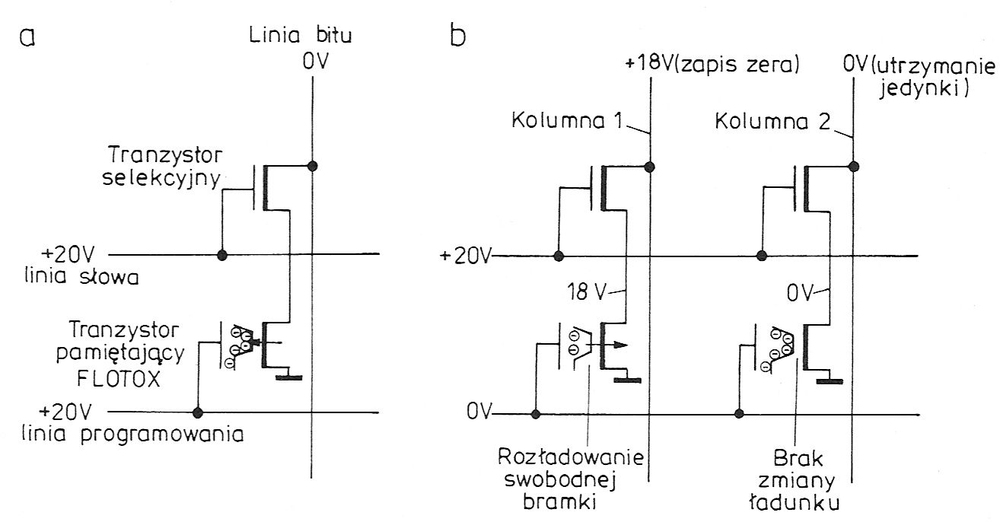 a
Linia bitu
0V
Tranzystor
selekcyjny
+20V
linia słowa
Tranzystor
pamiętający
FLOTOX
+20V
linia programowania
b
+18V(zapis zera)
0V(utrzymanie
jedynki)
Kolumna 1
Kolumna 2
+20V
18 V
0V
0V
Rozładowanie
swobodnej
bramki
Brak
zmiany
ładunku